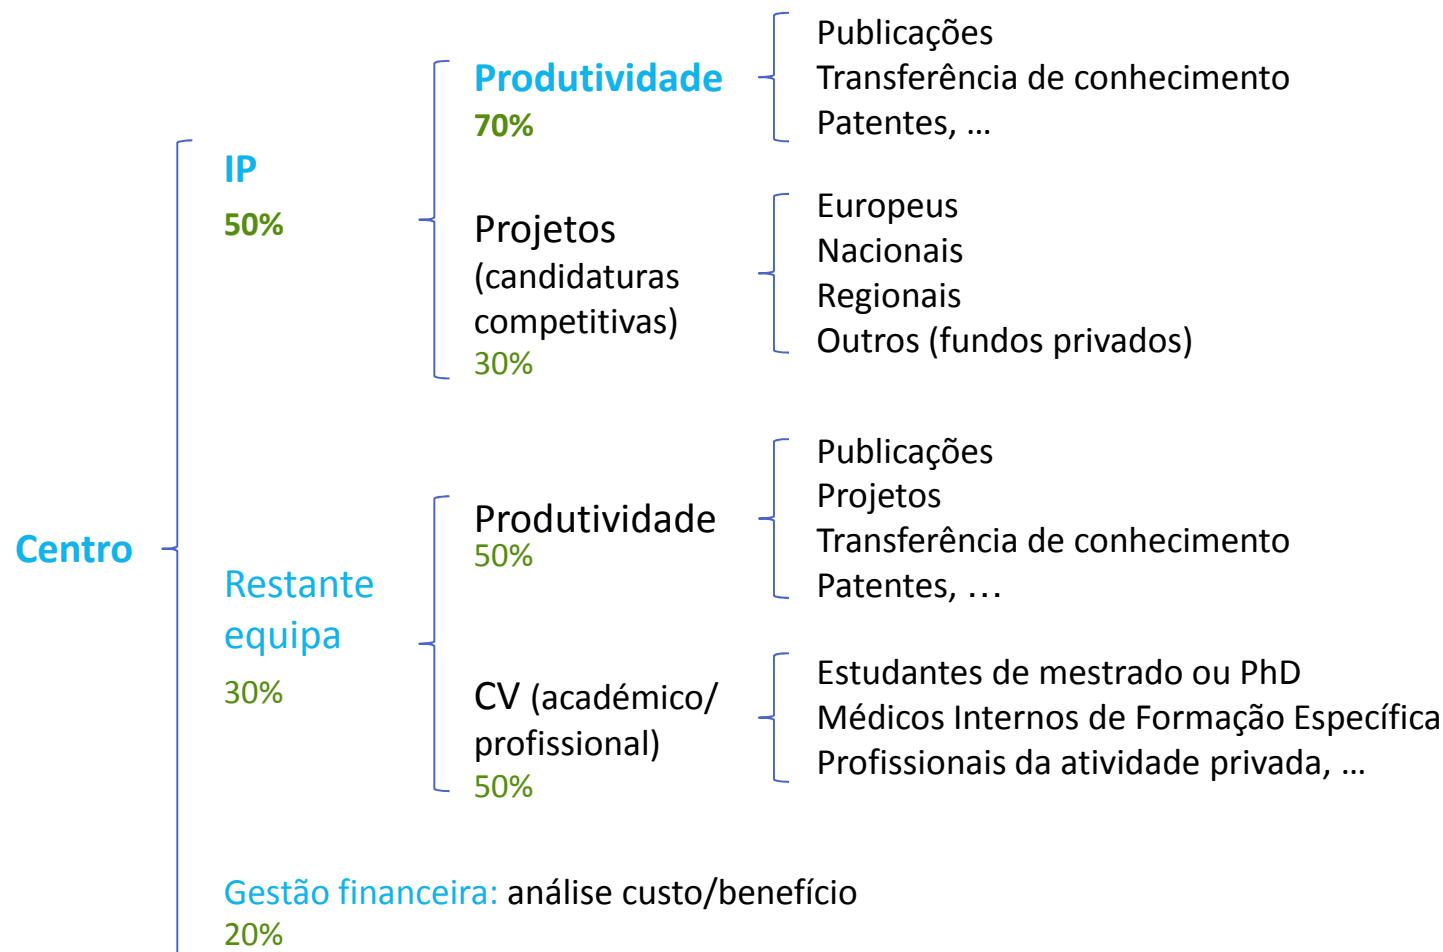 Centro
IP
50%
Produtividade
70%
Publicações
Transferência de conhecimento
Patentes, ...
Projetos
(candidaturas
competitivas)
30%
Europeus
Nacionais
Regionais
Outros (fundos privados)
Restante
equipa
30%
Produtividade
50%
Publicações
Projetos
Transferência de conhecimento
Patentes, ...
CV (académico/
profissional)
50%
Estudantes de mestrado ou PhD
Médicos Internos de Formação Específica
Profissionais da atividade privada, ...
Gestão financeira: análise custo/benefício
20%